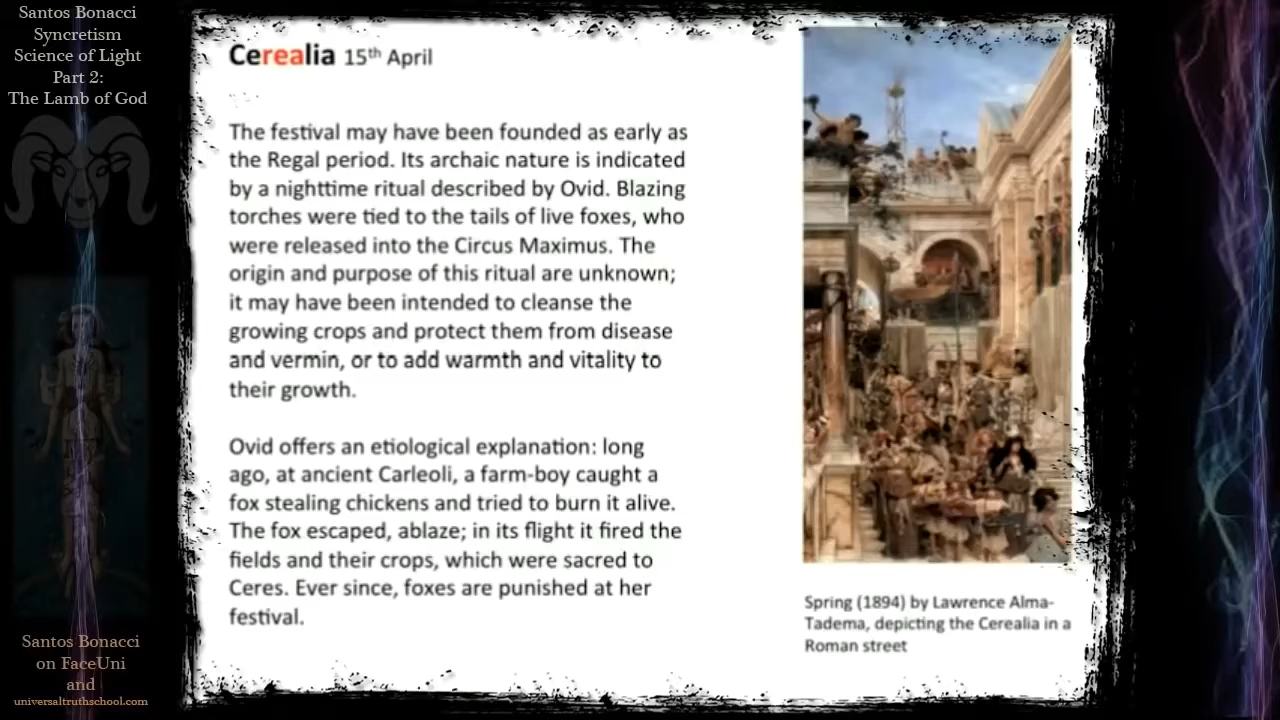 Santos Bonacci
Syncretism
Science of Light
Part 2:
The Lamb of God
Cerealia 15th April
The festival may have been founded as early as
the Regal period. Its archaic nature is indicated
by a nighttime ritual described by Ovid. Blazing
torches were tied to the tails of live foxes, who
were released into the Circus Maximus. The
origin and purpose of this ritual are unknown;
it may have been intended to cleanse the
growing crops and protect them from disease
and vermin, or to add warmth and vitality to
their growth.
Ovid offers an etiological explanation: long
ago, at ancient Carleoli, a farm-boy caught a
fox stealing chickens and tried to burn it alive.
The fox escaped, ablaze; in its flight it fired the
fields and their crops, which were sacred to
Ceres. Ever since, foxes are punished at her
festival.
Spring (1894) by Lawrence Alma-
Tadema, depicting the Cerealia in a
Roman street
Santos Bonacci
on FaceUni
and
universaltruthschool.com